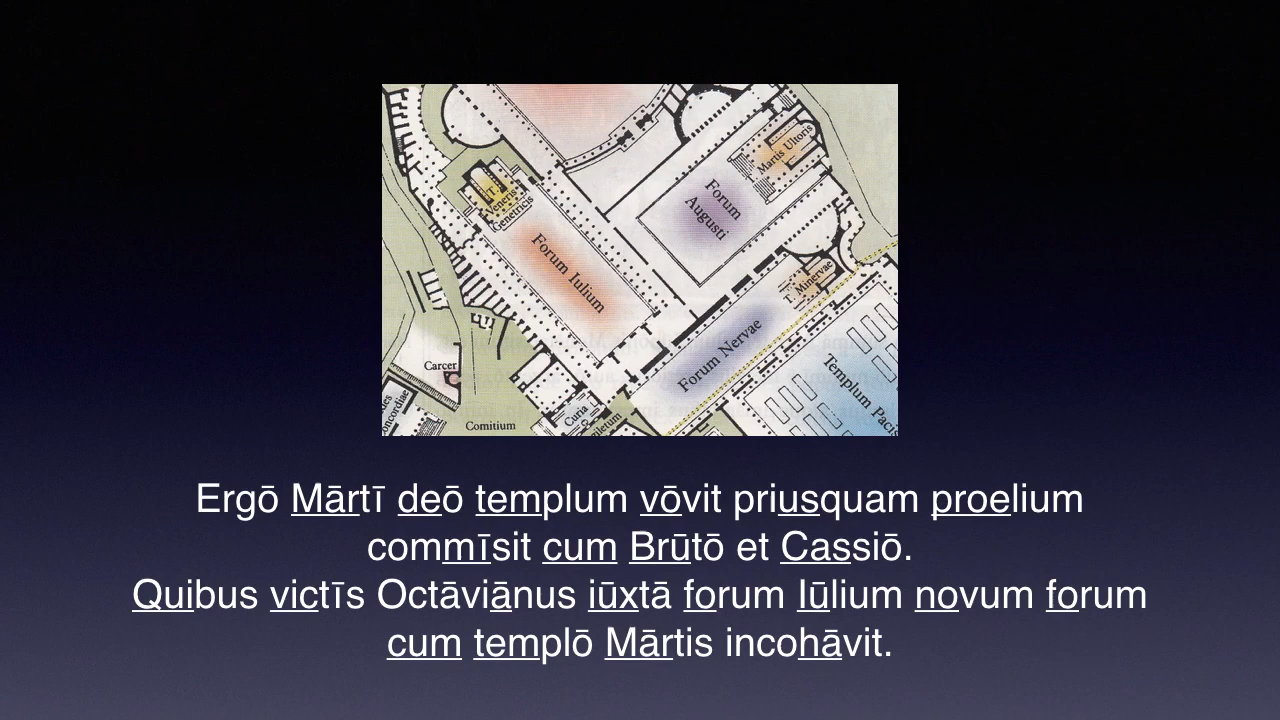 Martis Ultoris
T.
Veneris
Genetricis
Forum
Augusti
Forum Iulium
T. Minervae
Forum Nervae
Carcer
Templum Pacis
Curia
Comitium
Ergō Mārtī deō templum vōvit priusquam proelium
commīsit cum Brūtō et Cassiō.
Quibus victīs Octāviānus iūxtā forum Iūlium novum forum
cum templō Mārtis incohāvit.